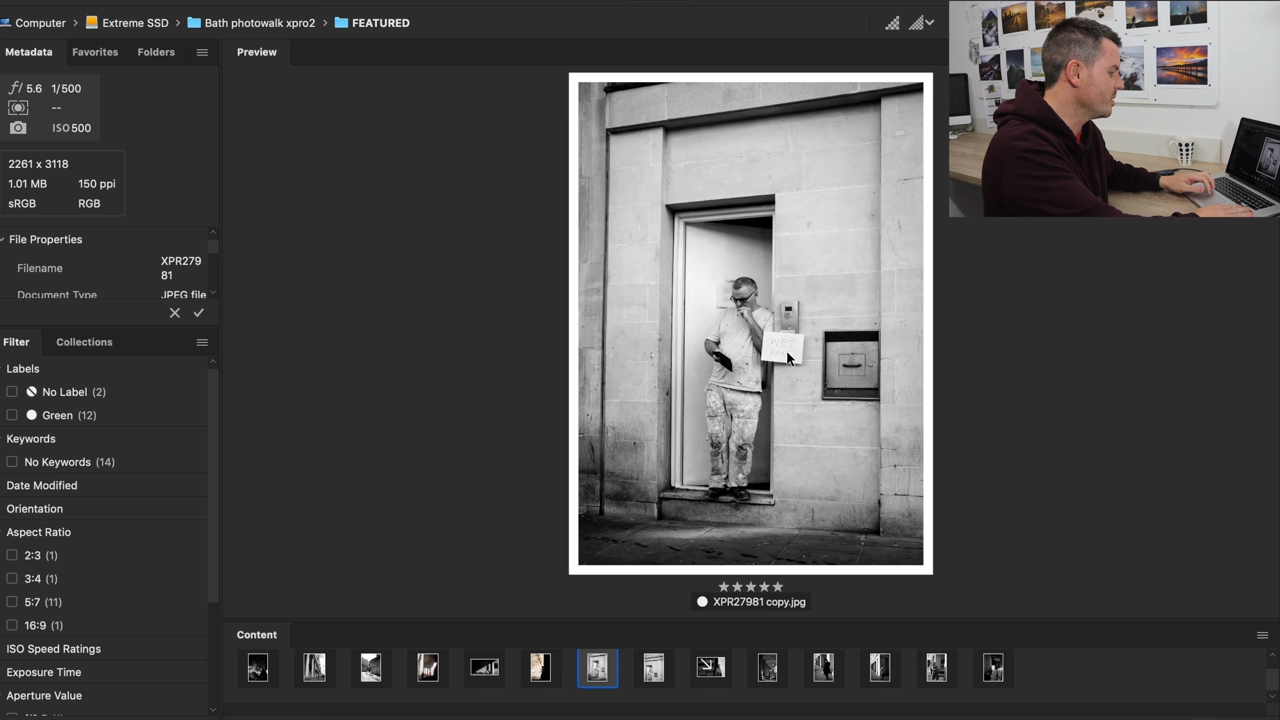 Computer > Extreme SSD > Bath photowalk xpro2 > FEATURED
Metadata Favorites Folders
Preview
f/ 5.6 1/500
--
ISO 500
2261 x 3118
1.01 MB 150 ppi
sRGB RGB
File Properties
Filename XPR279
81
Document Type JPEG file
Filter Collections
Labels
No Label (2)
Green (12)
Keywords
No Keywords (14)
Date Modified
Orientation
Aspect Ratio
2:3 (1)
3:4 (1)
5:7 (11)
16:9 (1)
ISO Speed Ratings
Exposure Time
Aperture Value
WET
XPR27981 copy.jpg
Content